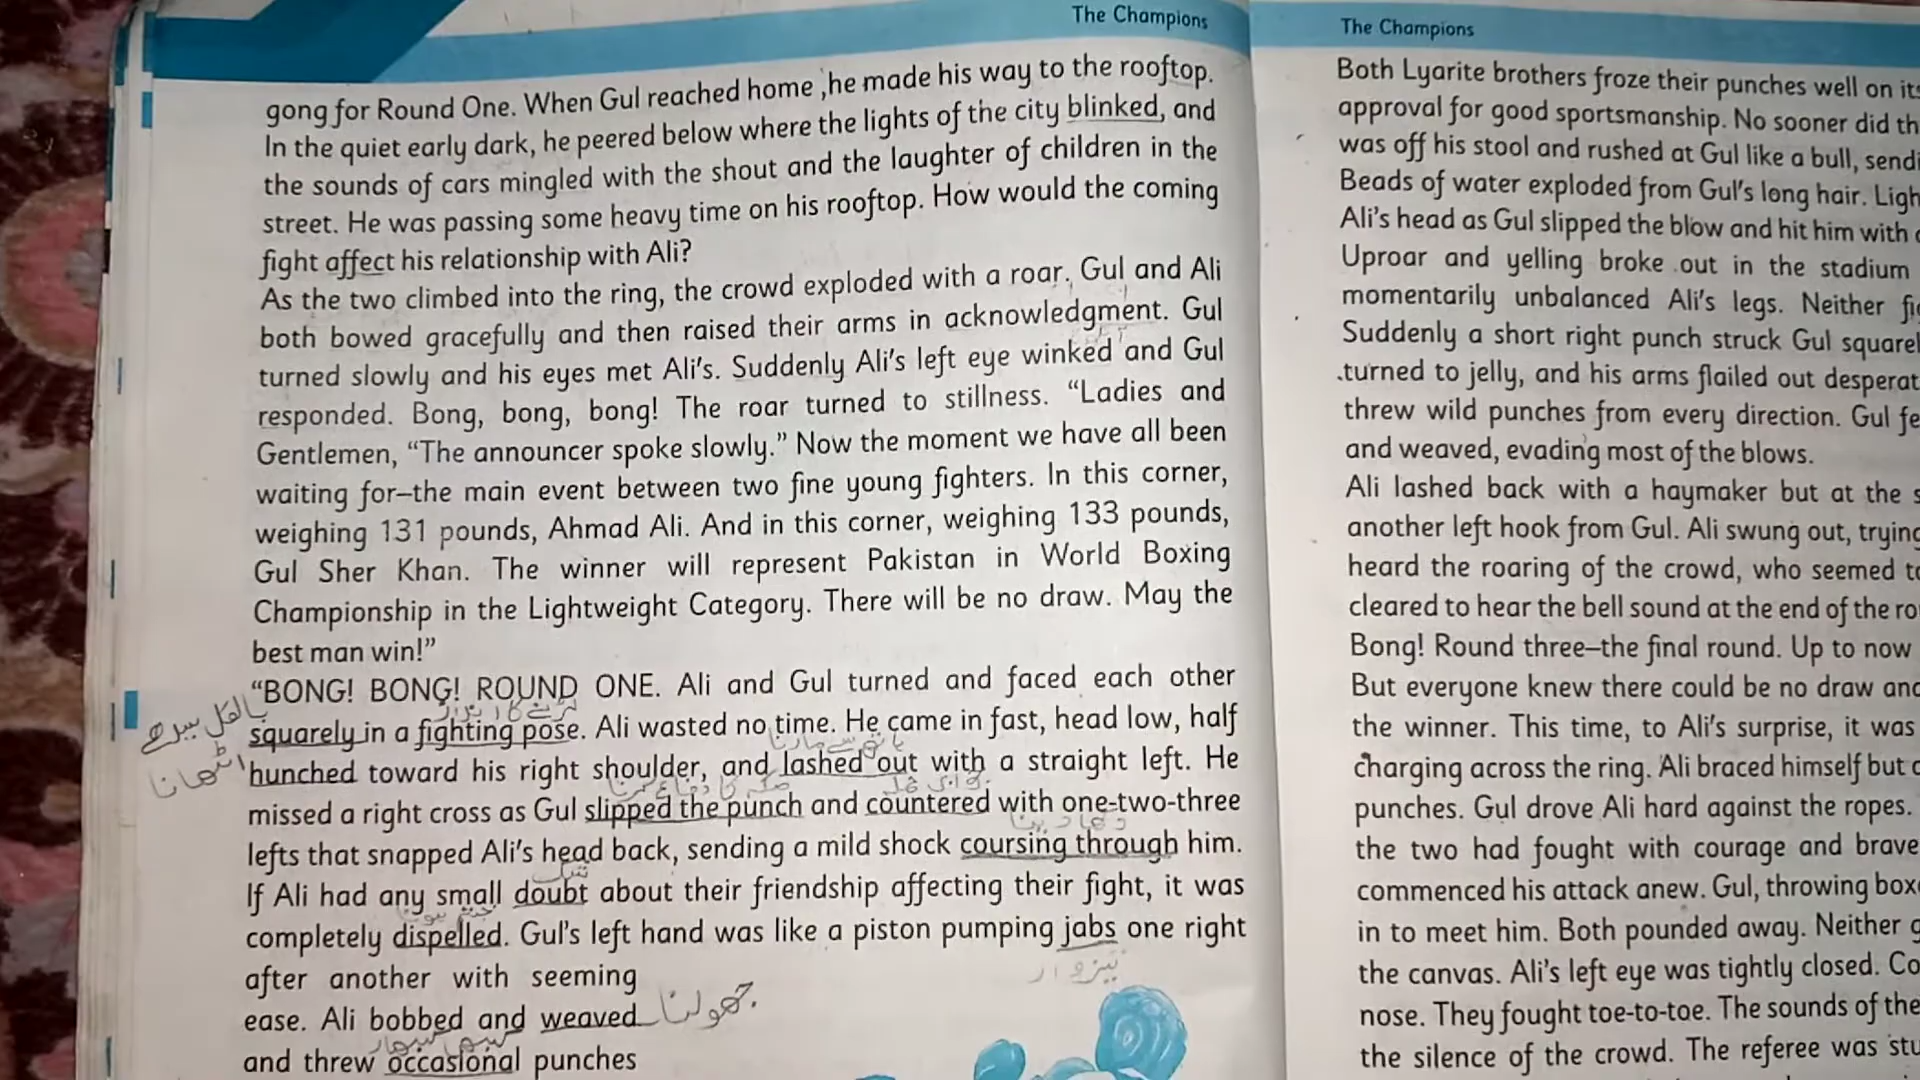 The Champions
gong for Round One. When Gul reached home ,he made his way to the rooftop.
In the quiet early dark, he peered below where the lights of the city blinked, and
the sounds of cars mingled with the shout and the laughter of children in the
street. He was passing some heavy time on his rooftop. How would the coming
fight affect his relationship with Ali?
As the two climbed into the ring, the crowd exploded with a roar. Gul and Ali
both bowed gracefully and then raised their arms in acknowledgment. Gul
turned slowly and his eyes met Ali's. Suddenly Ali's left eye winked and Gul
responded. Bong, bong, bong! The roar turned to stillness. “Ladies and
Gentlemen, “The announcer spoke slowly.” Now the moment we have all been
waiting for–the main event between two fine young fighters. In this corner,
weighing 131 pounds, Ahmad Ali. And in this corner, weighing 133 pounds,
Gul Sher Khan. The winner will represent Pakistan in World Boxing
Championship in the Lightweight Category. There will be no draw. May the
best man win!”
“BONG! BONG! ROUND ONE. Ali and Gul turned and faced each other
squarely in a fighting pose. Ali wasted no time. He came in fast, head low, half
اٹھانا
hunched toward his right shoulder, and lashed out with a straight left. He
missed a right cross as Gul slipped the punch and countered with one-two-three
lefts that snapped Ali's head back, sending a mild shock coursing through him.
شک
If Ali had any small doubt about their friendship affecting their fight, it was
completely dispelled. Gul's left hand was like a piston pumping jabs one right
تیز وار
after another with seeming
ease. Ali bobbed and weaved
جھولنا
and threw occasional punches
The Champions
Both Lyarite brothers froze their punches well on its
approval for good sportsmanship. No sooner did th
was off his stool and rushed at Gul like a bull, sendi
Beads of water exploded from Gul's long hair. Ligh
Ali's head as Gul slipped the blow and hit him with
Uproar and yelling broke out in the stadium
momentarily unbalanced Ali's legs. Neither fi
Suddenly a short right punch struck Gul squarel
turned to jelly, and his arms flailed out desperat
threw wild punches from every direction. Gul fe
and weaved, evading most of the blows.
Ali lashed back with a haymaker but at the s
another left hook from Gul. Ali swung out, trying
heard the roaring of the crowd, who seemed to
cleared to hear the bell sound at the end of the ro
Bong! Round three–the final round. Up to now
But everyone knew there could be no draw and
the winner. This time, to Ali's surprise, it was
charging across the ring. Ali braced himself but
punches. Gul drove Ali hard against the ropes.
the two had fought with courage and brave
commenced his attack anew. Gul, throwing box
in to meet him. Both pounded away. Neither g
the canvas. Ali's left eye was tightly closed. Co
nose. They fought toe-to-toe. The sounds of the
the silence of the crowd. The referee was stu